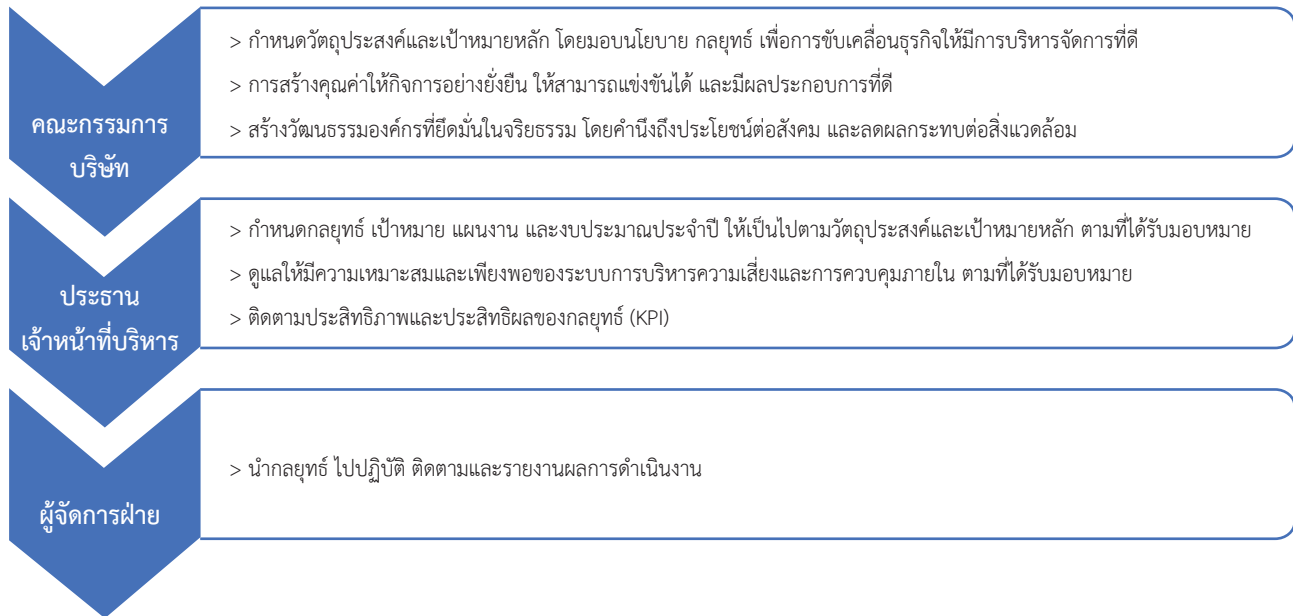 คณะกรรมการ
บริษัท
> กำหนดวัตถุประสงค์และเป้าหมายหลัก โดยมอบนโยบาย กลยุทธ์ เพื่อการขับเคลื่อนธุรกิจให้มีการบริหารจัดการที่ดี
> การสร้างคุณค่าให้กิจการอย่างยั่งยืน ให้สามารถแข่งขันได้ และมีผลประกอบการที่ดี
> สร้างวัฒนธรรมองค์กรที่ยึดมั่นในจริยธรรม โดยคำนึงถึงประโยชน์ต่อสังคม และลดผลกระทบต่อสิ่งแวดล้อม
ประธาน
เจ้าหน้าที่บริหาร
> กำหนดกลยุทธ์ เป้าหมาย แผนงาน และงบประมาณประจำปี ให้เป็นไปตามวัตถุประสงค์และเป้าหมายหลัก ตามที่ได้รับมอบหมาย
> ดูแลให้มีความเหมาะสมและเพียงพอของระบบการบริหารความเสี่ยงและการควบคุมภายใน ตามที่ได้รับมอบหมาย
> ติดตามประสิทธิภาพและประสิทธิผลของกลยุทธ์ (KPI)
ผู้จัดการฝ่าย
> นำกลยุทธ์ ไปปฏิบัติ ติดตามและรายงานผลการดำเนินงาน